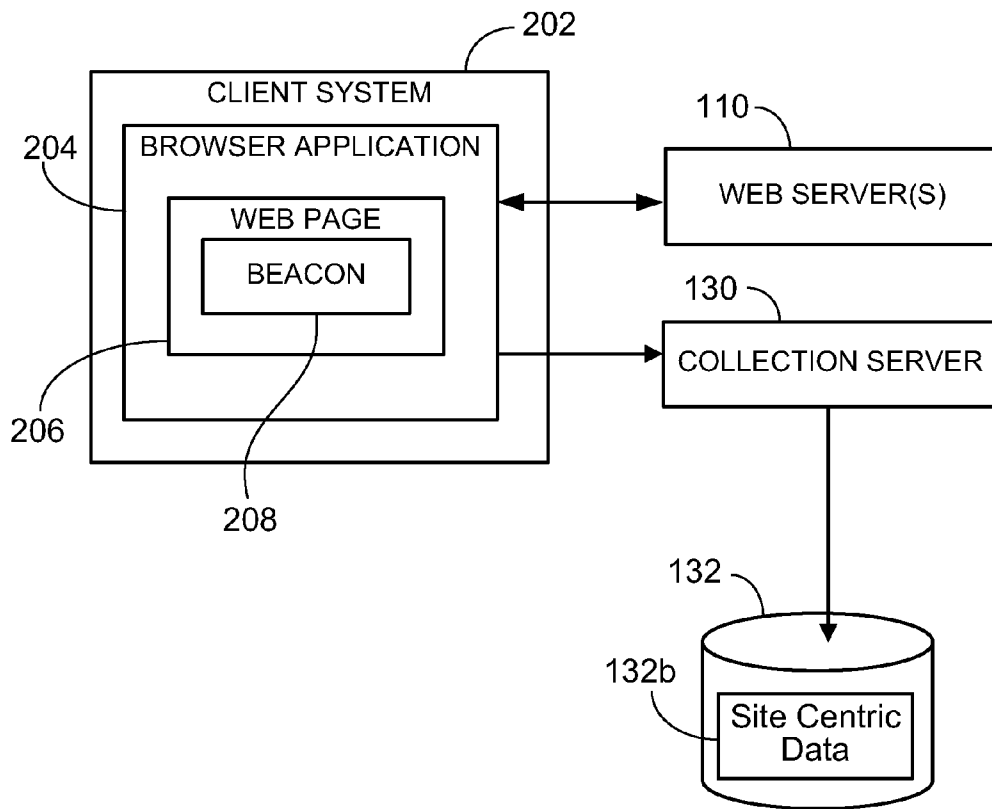 202
CLIENT SYSTEM
204
BROWSER APPLICATION
110
WEB SERVER(S)
WEB PAGE
BEACON
130
COLLECTION SERVER
206
208
132
132b
Site Centric
Data